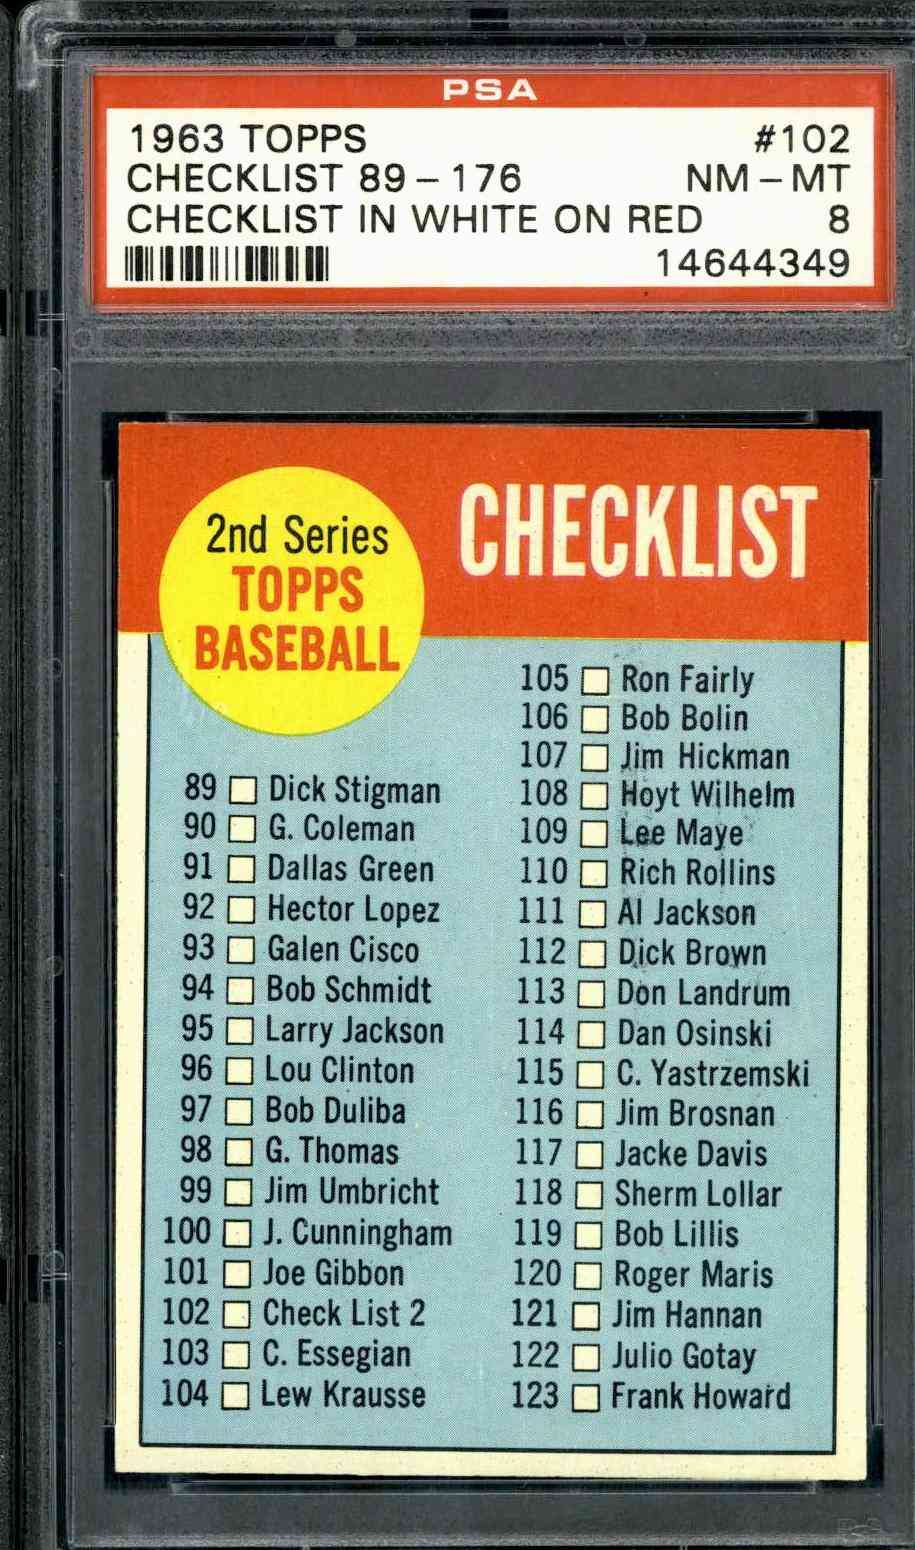 PSA
1963 TOPPS #102
CHECKLIST 89-176 NM-MT
CHECKLIST IN WHITE ON RED 8
14644349
2nd Series
TOPPS
BASEBALL
CHECKLIST
89 Dick Stigman
90 G. Coleman
91 Dallas Green
92 Hector Lopez
93 Galen Cisco
94 Bob Schmidt
95 Larry Jackson
96 Lou Clinton
97 Bob Duliba
98 G. Thomas
99 Jim Umbricht
100 J. Cunningham
101 Joe Gibbon
102 Check List 2
103 C. Essegian
104 Lew Krausse
105 Ron Fairly
106 Bob Bolin
107 Jim Hickman
108 Hoyt Wilhelm
109 Lee Maye
110 Rich Rollins
111 Al Jackson
112 Dick Brown
113 Don Landrum
114 Dan Osinski
115 C. Yastrzemski
116 Jim Brosnan
117 Jacke Davis
118 Sherm Lollar
119 Bob Lillis
120 Roger Maris
121 Jim Hannan
122 Julio Gotay
123 Frank Howard